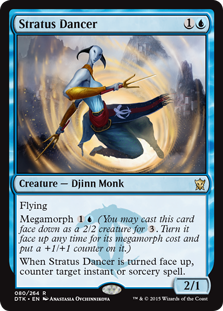 Stratus Dancer 1
Creature — Djinn Monk
Flying
Megamorph 1 (You may cast this
card face down as a 2/2 creature for 3. Turn it
face up any time for its megamorph cost and
put a +1/+1 counter on it.)
When Stratus Dancer is turned face up,
counter target instant or sorcery spell.
2/1
080/264 R
DTK • EN Anastasia Ovchinnikova
™ & © 2015 Wizards of the Coast